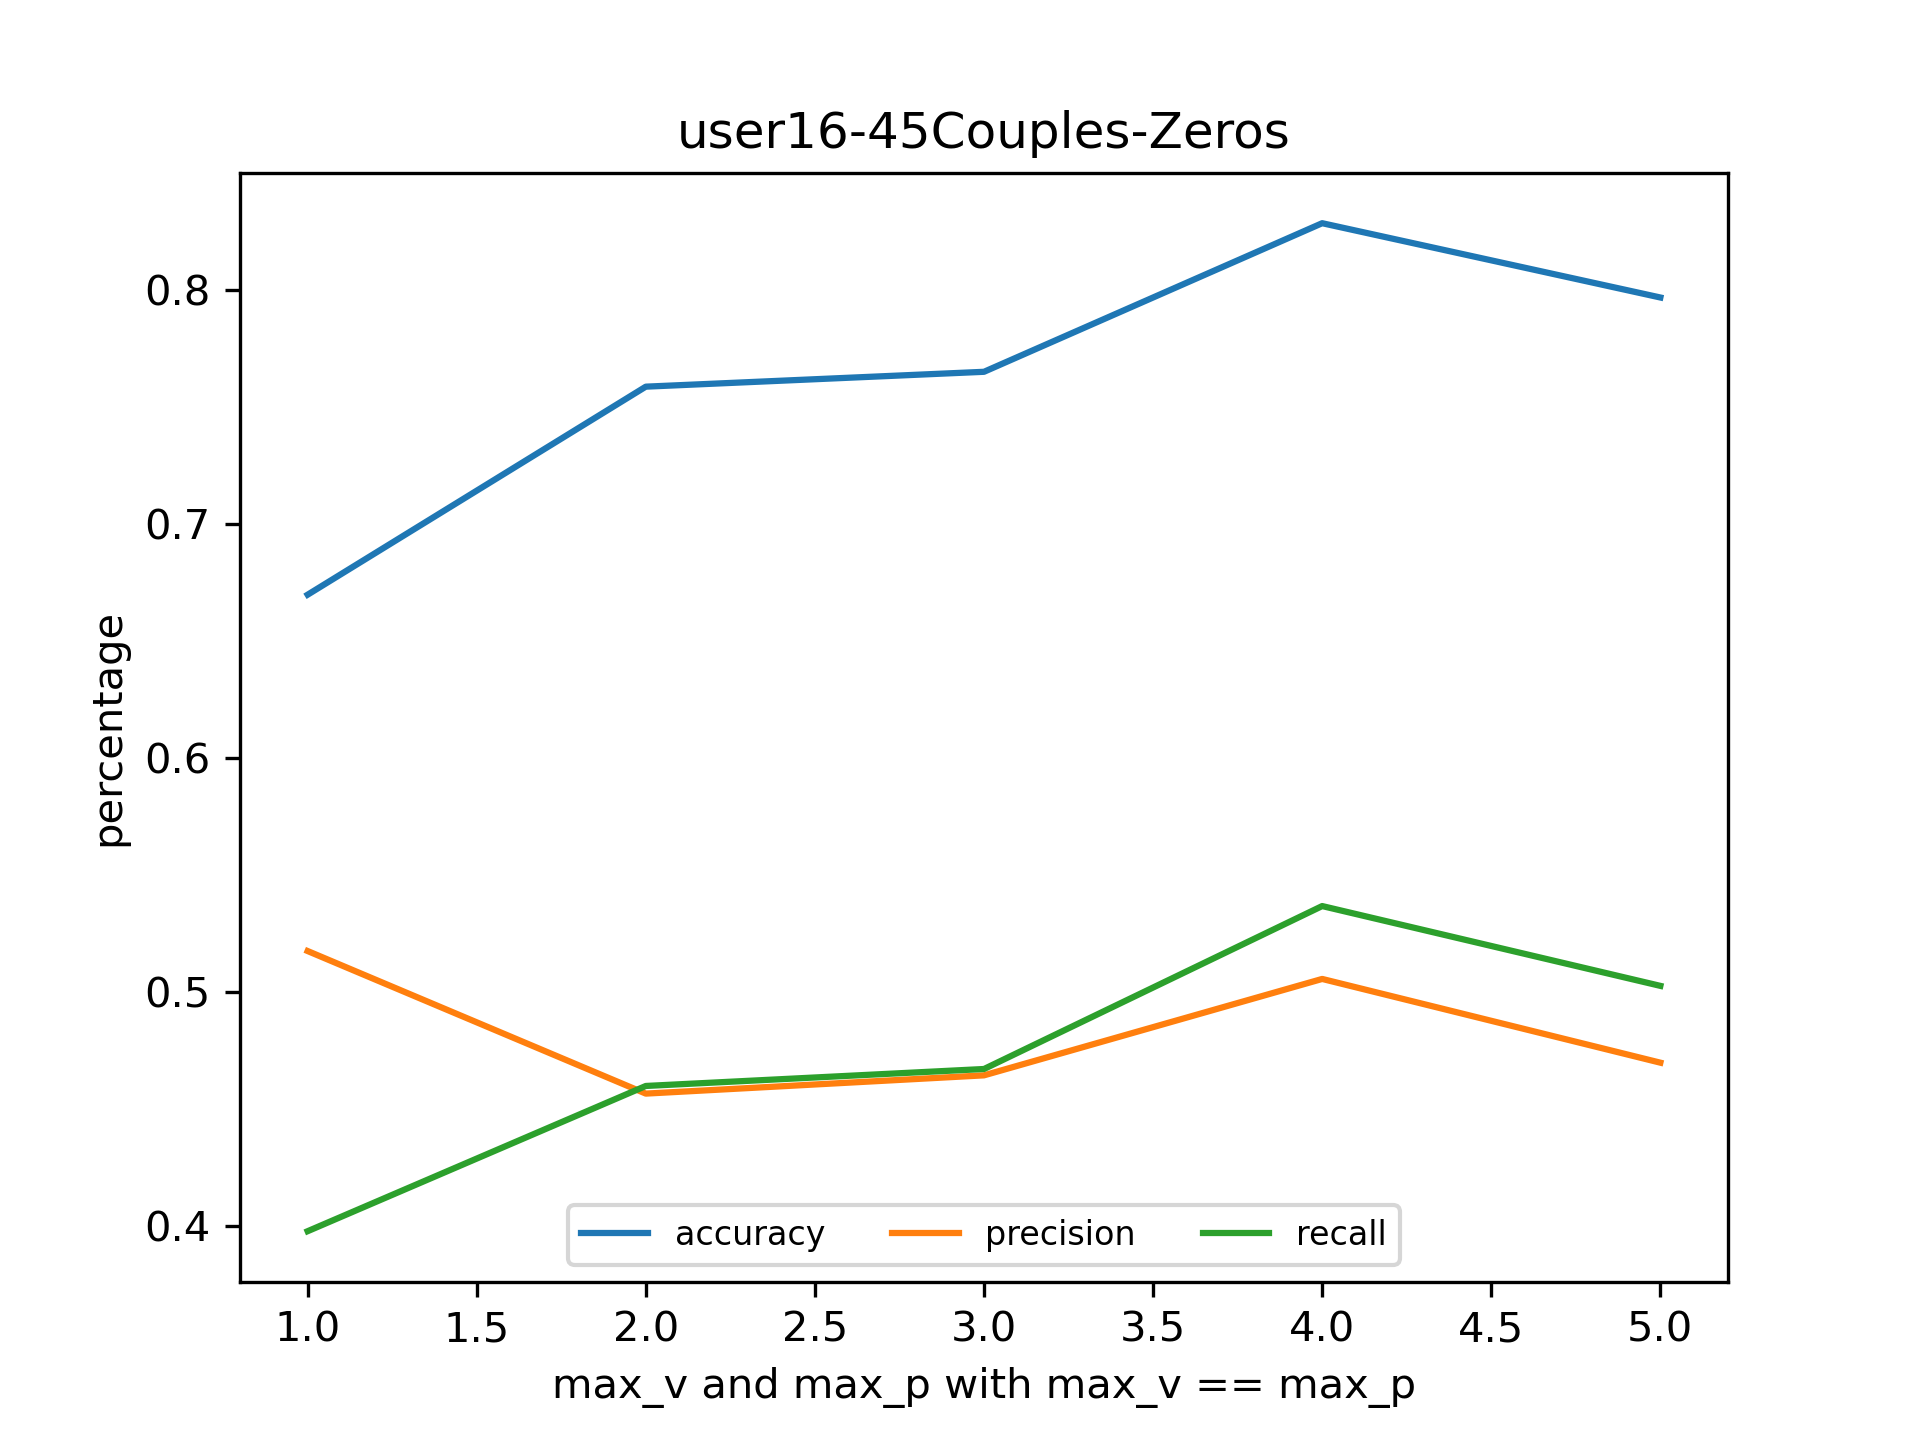 user16-45Couples-Zeros
percentage
0.8
0.7
0.6
0.5
0.4
accuracy precision recall
1.0 1.5 2.0 2.5 3.0 3.5 4.0 4.5 5.0
max_v and max_p with max_v == max_p